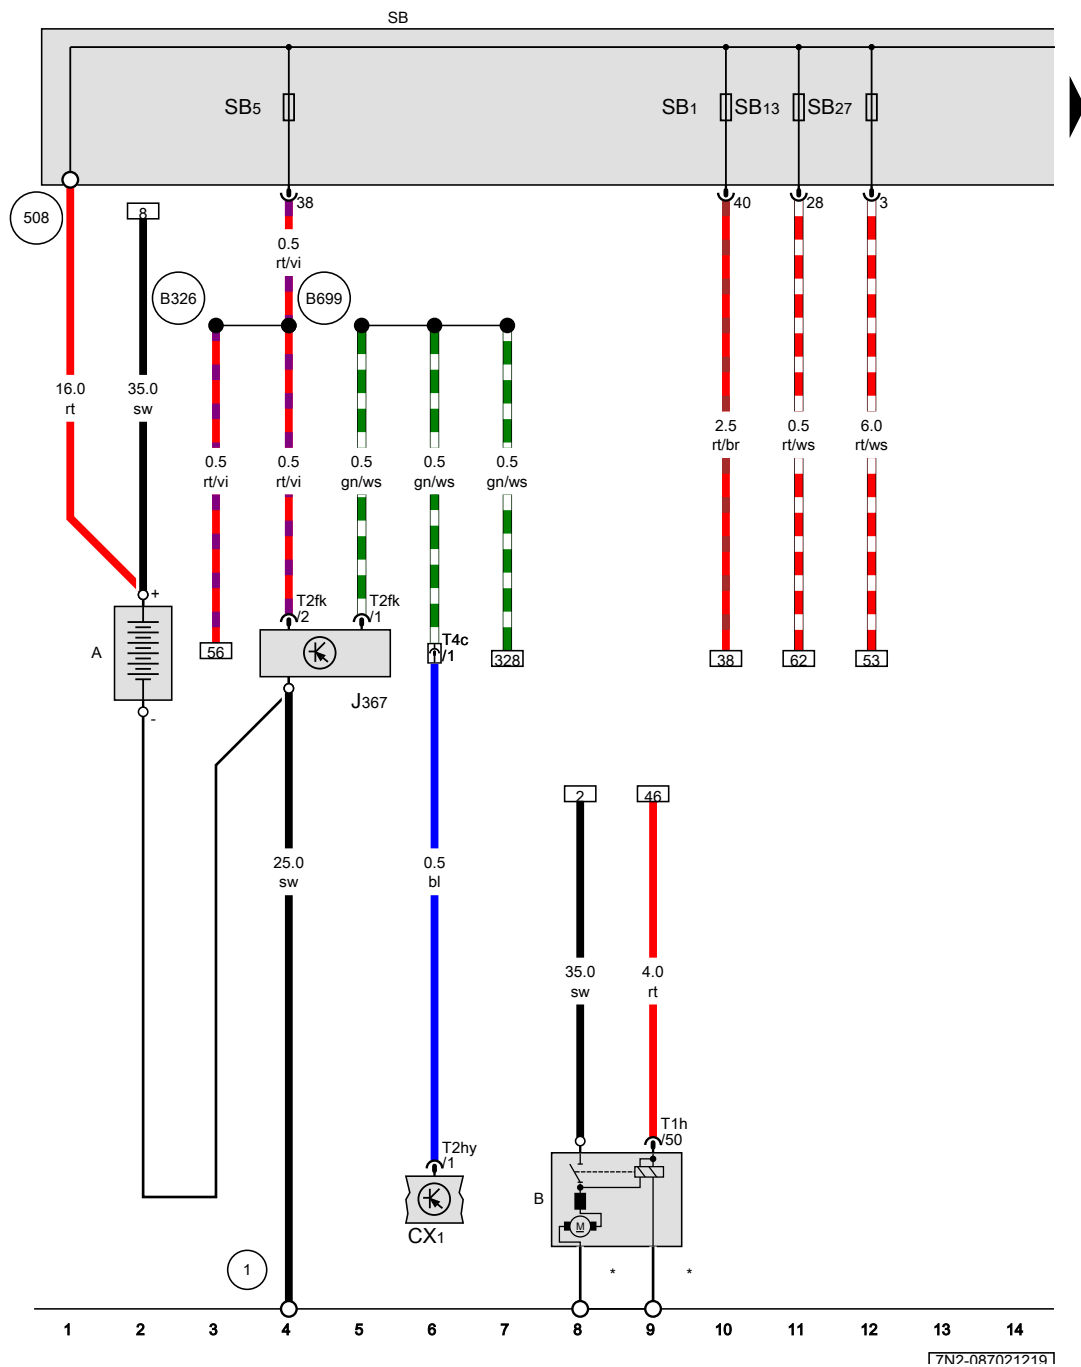 SB
SB5
SB1
SB13
SB27
508
8
38
40
28
3
0.5
rt/vi
B326
B699
16.0
rt
35.0
sw
2.5
rt/br
0.5
rt/ws
6.0
rt/ws
0.5
rt/vi
0.5
rt/vi
0.5
gn/ws
0.5
gn/ws
0.5
gn/ws
+
A
-
T2fk
/2
T2fk
/1
T4c
/1
56
328
38
62
53
J367
2
46
25.0
sw
0.5
bl
35.0
sw
4.0
rt
T1h
/50
T2hy
/1
B
M
CX1
1
*
*
1 2 3 4 5 6 7 8 9 10 11 12 13 14
7N2-087021219